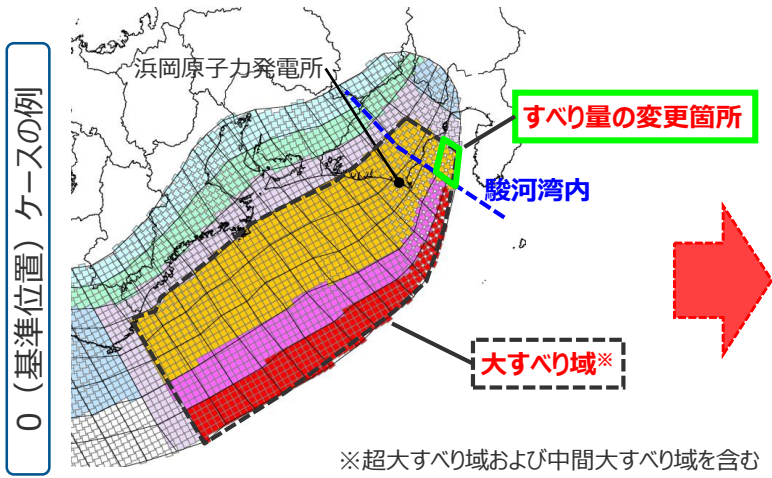 0（基準位置）ケースの例
浜岡原子力発電所
すべり量の変更箇所
駿河湾内
大すべり域※
※超大すべり域および中間大すべり域を含む